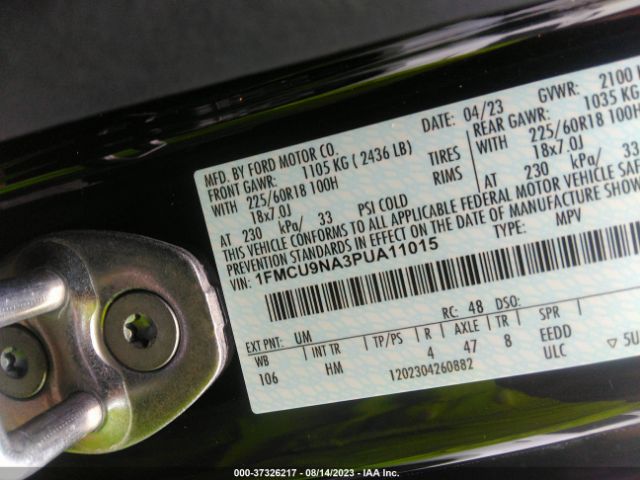 MFD. BY FORD MOTOR CO.
DATE: 04/23 GVWR: 2100
FRONT GAWR: 1105 KG ( 2436 LB)
REAR GAWR: 1035 KG
WITH 225/60R18 100H TIRES WITH 225/60R18 100H
18x7.0J RIMS 18x7.0J
AT 230 kPa/ 33 PSI COLD AT 230 kPa/ 33
THIS VEHICLE CONFORMS TO ALL APPLICABLE FEDERAL MOTOR VEHICLE SAF
PREVENTION STANDARDS IN EFFECT ON THE DATE OF MANUFACTURE SHOW
VIN: 1FMCU9NA3PUA11015 TYPE: MPV
EXT PNT: UM RC: 48 DSO:
WB INT TR TP/PS R AXLE TR SPR
106 HM 4 47 8 EEDD
1202304260882 ULC ▽ 5U
000-37326217 - 08/14/2023 - IAA Inc.